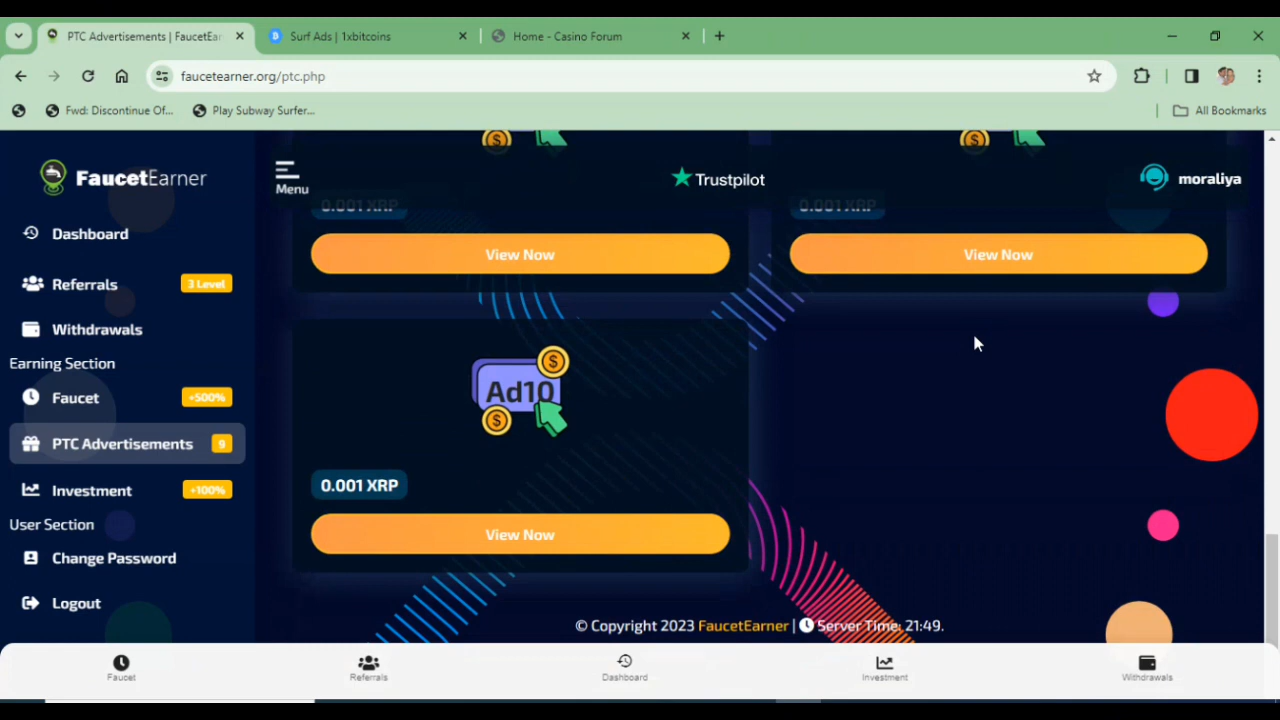 PTC Advertisements | FaucetEar
Surf Ads | 1xbitcoins
Home - Casino Forum
faucetearner.org/ptc.php
Fwd: Discontinue Of...
Play Subway Surfer...
All Bookmarks
FaucetEarner
Menu
Trustpilot
moraliya
0.001 XRP
0.001 XRP
View Now
View Now
Dashboard
Referrals
3 Level
Withdrawals
Earning Section
Faucet
+500%
PTC Advertisements
9
Investment
+100%
User Section
Change Password
Logout
Ad10
0.001 XRP
View Now
© Copyright 2023 FaucetEarner | Server Time: 21:49.
Faucet
Referrals
Dashboard
Investment
Withdrawals